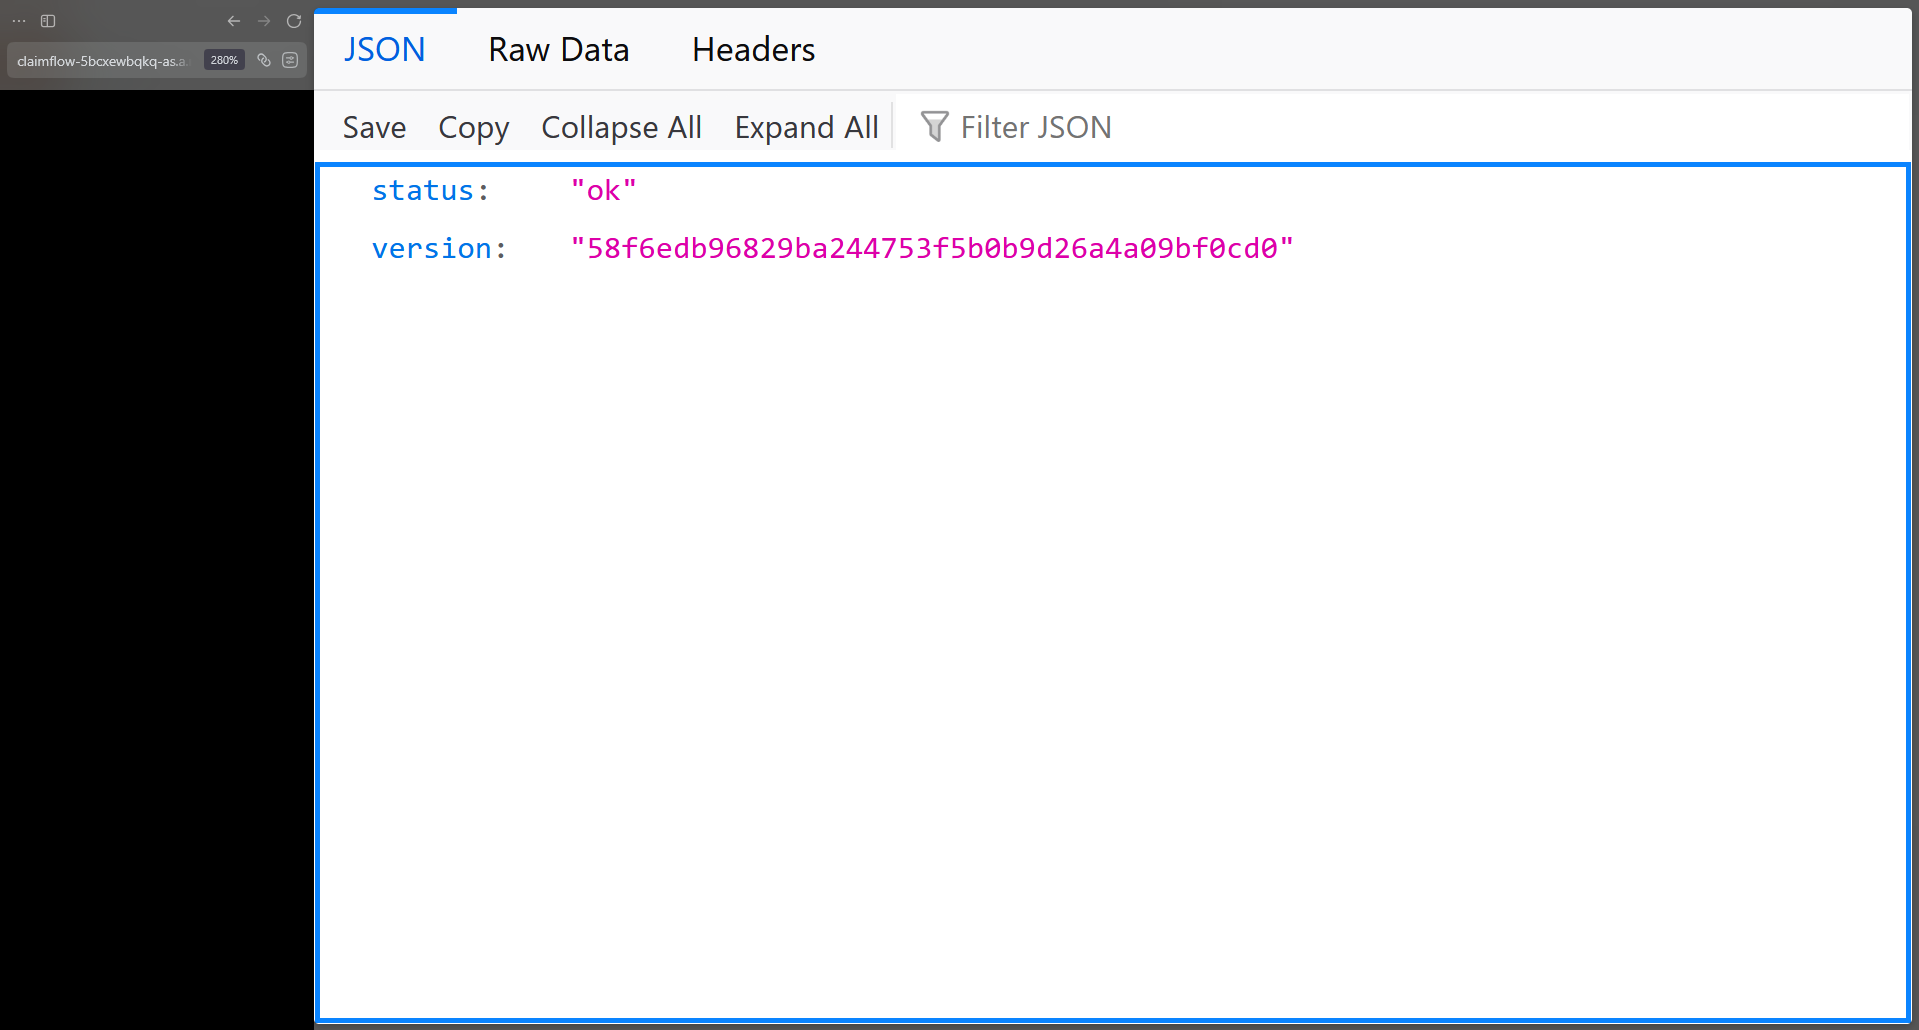 claimflow-5bcxewbqkq-as.a.
280%
JSON Raw Data Headers
Save Copy Collapse All Expand All Filter JSON
status: "ok"
version: "58f6edb96829ba244753f5b0b9d26a4a09bf0cd0"